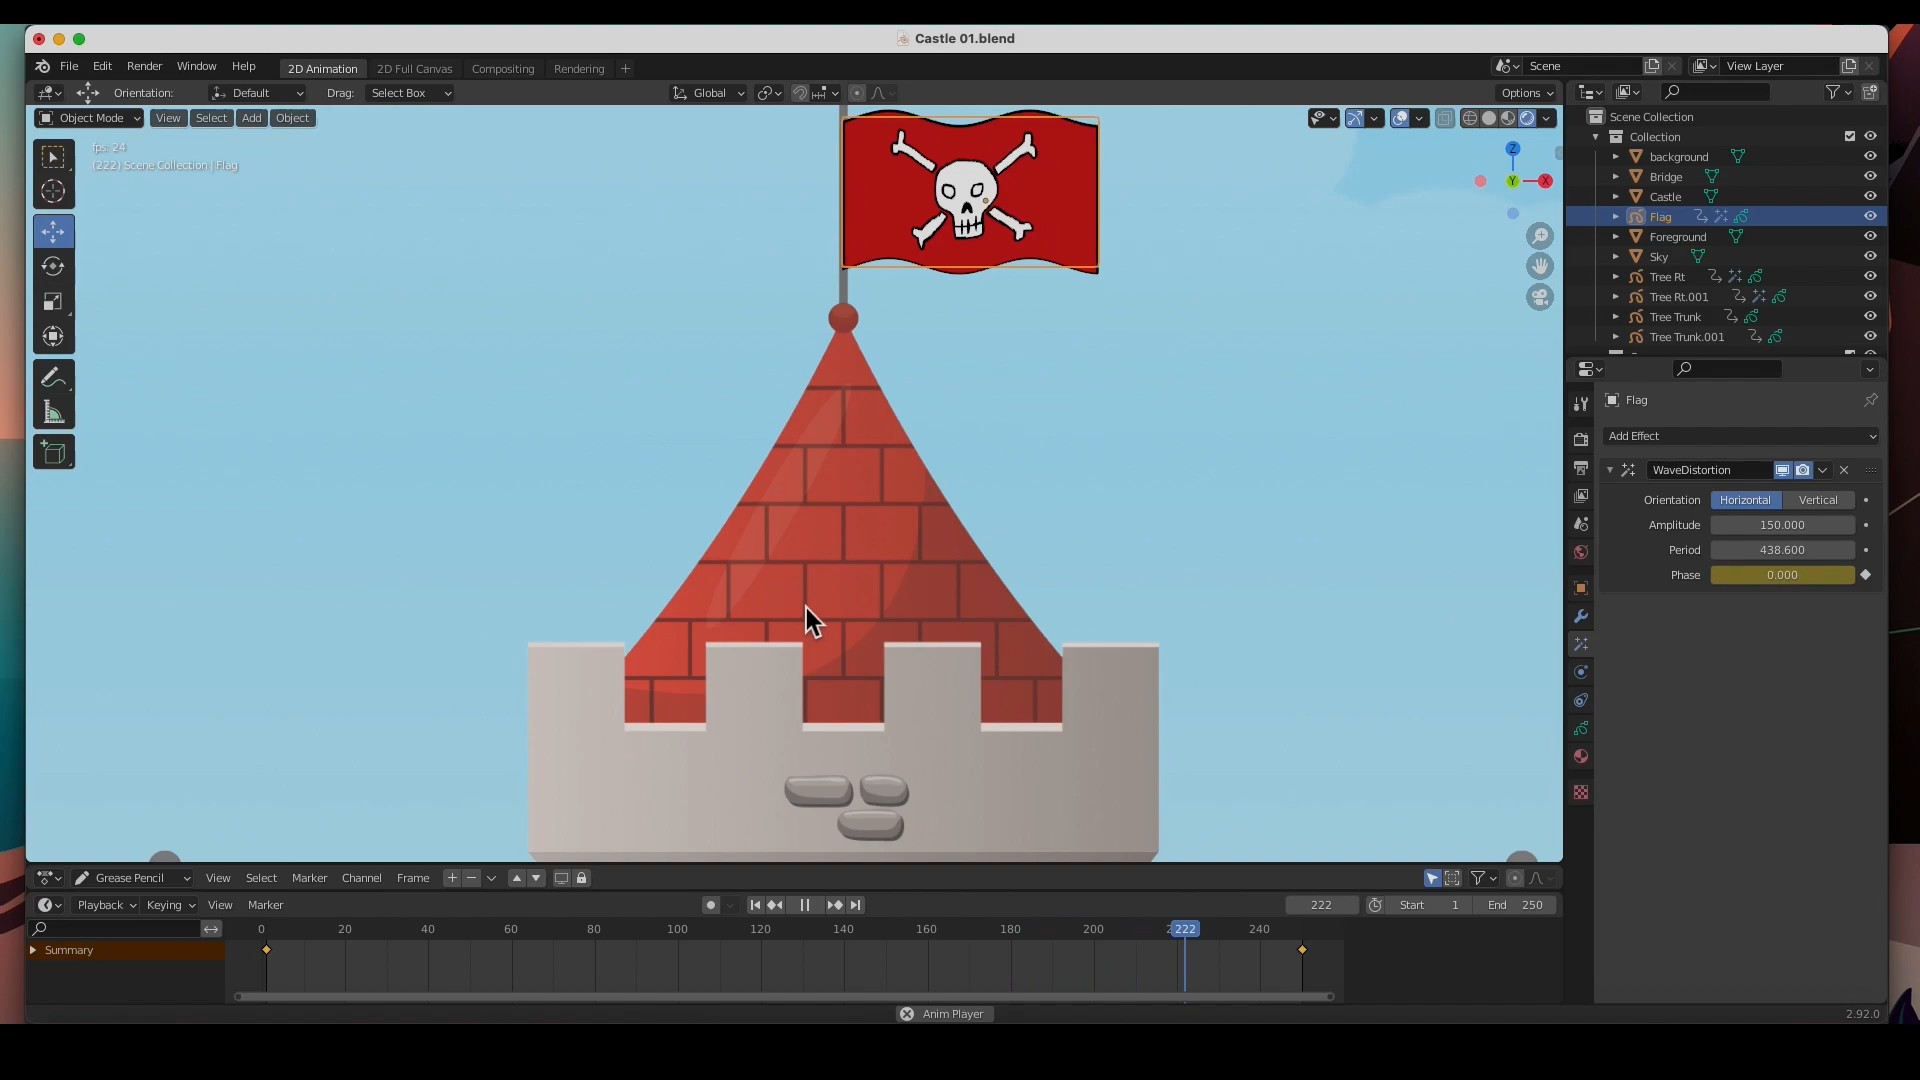 Castle 01.blend
File Edit Render Window Help 2D Animation 2D Full Canvas Compositing Rendering + Scene View Layer
Orientation: Default Drag: Select Box Global Options
Object Mode View Select Add Object
fps: 24
(222) Scene Collection | Flag
Z
Y
X
Scene Collection
Collection
background
Bridge
Castle
Flag
Foreground
Sky
Tree Rt
Tree Rt.001
Tree Trunk
Tree Trunk.001
Flag
Add Effect
WaveDistortion
Orientation Horizontal Vertical
Amplitude 150.000
Period 438.600
Phase 0.000
Grease Pencil View Select Marker Channel Frame
Playback Keying View Marker 222 Start 1 End 250
0 20 40 60 80 100 120 140 160 180 200 222 240
Summary
Anim Player
2.92.0